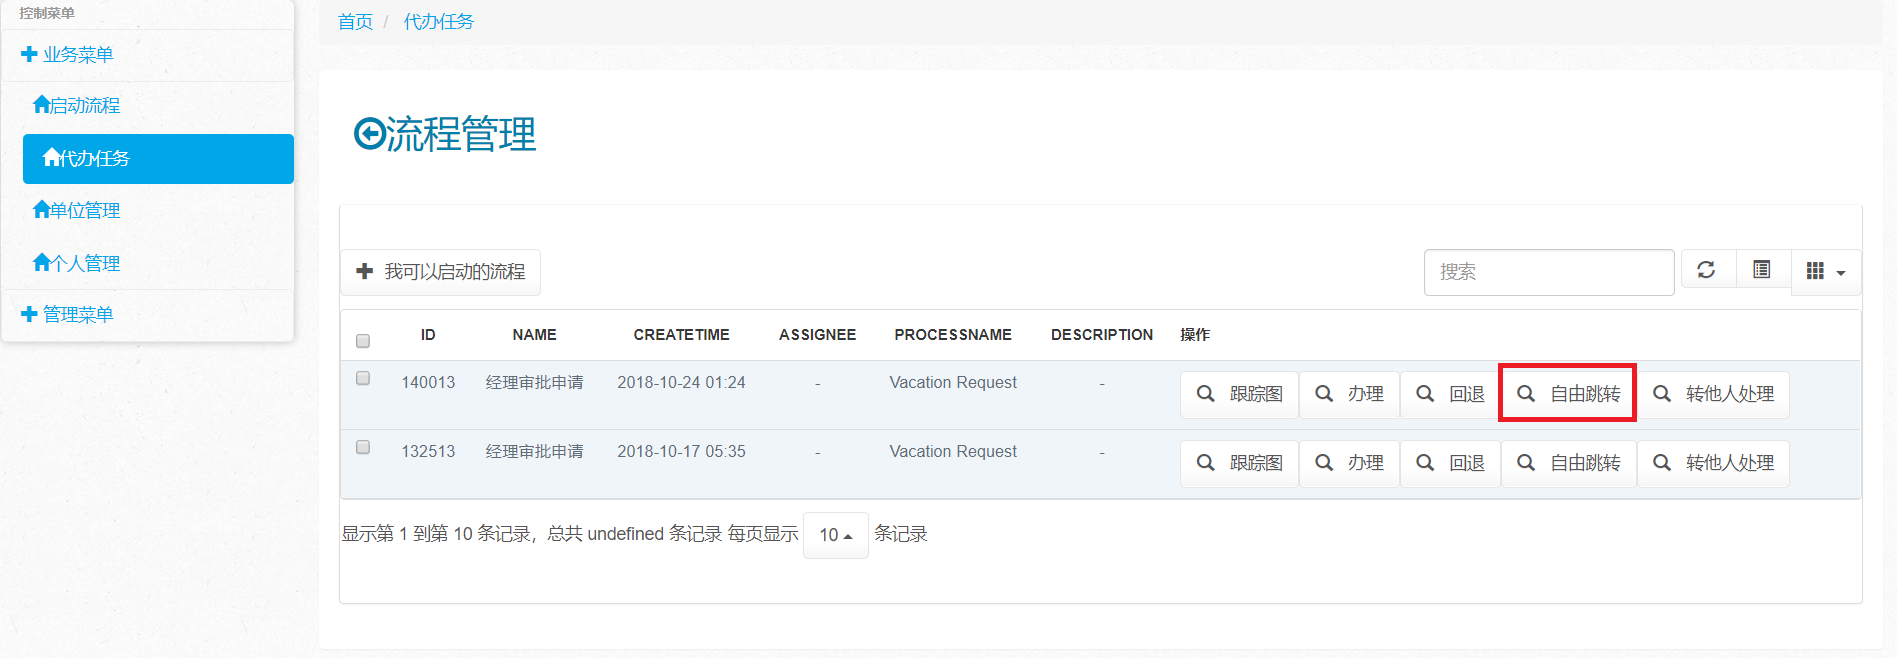 控制菜单
业务菜单
启动流程
代办任务
单位管理
个人管理
管理菜单
首页 / 代办任务
流程管理
我可以启动的流程
搜索
ID NAME CREATETIME ASSIGNEE PROCESSNAME DESCRIPTION 操作
140013 经理审批申请 2018-10-24 01:24 - Vacation Request - 跟踪图 办理 回退 自由跳转 转他人处理
132513 经理审批申请 2018-10-17 05:35 - Vacation Request - 跟踪图 办理 回退 自由跳转 转他人处理
显示第 1 到第 10 条记录，总共 undefined 条记录 每页显示 10 条记录